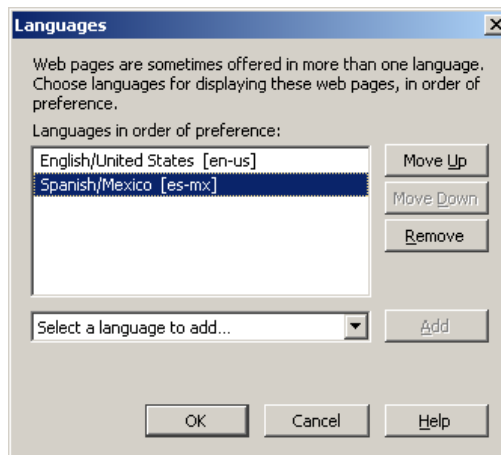 Languages
Web pages are sometimes offered in more than one language.
Choose languages for displaying these web pages, in order of
preference.
Languages in order of preference:
English/United States [en-us]
Spanish/Mexico [es-mx]
Move Up
Move Down
Remove
Select a language to add...
Add
OK
Cancel
Help